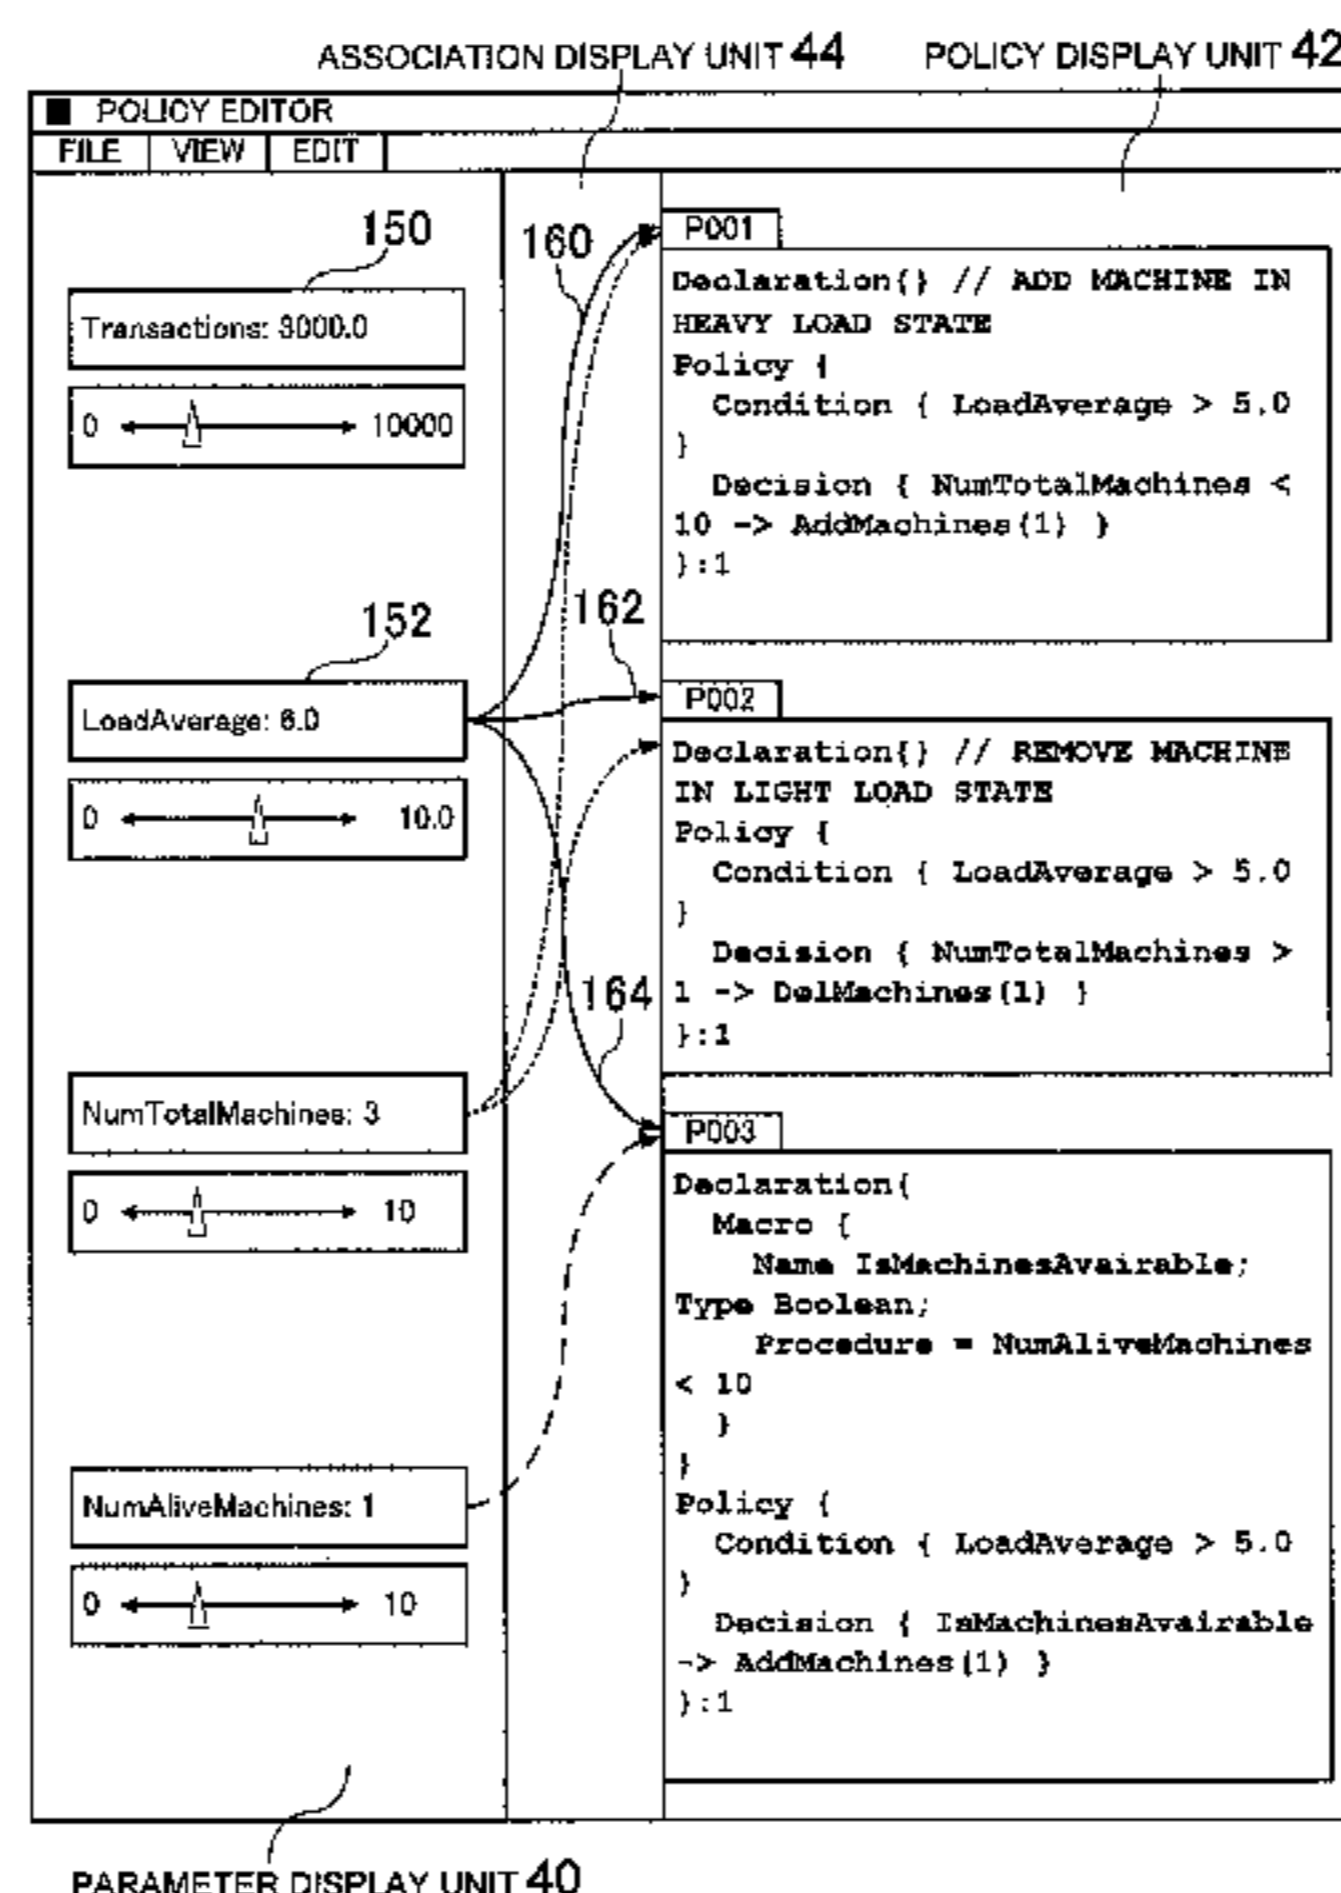 ASSOCIATION DISPLAY UNIT 44
POLICY DISPLAY UNIT 42
POLICY EDITOR
FILE VIEW EDIT
150
Transactions: 3000.0
0 10000
152
LoadAverage: 6.0
0 10.0
NumTotalMachines: 3
0 10
NumAliveMachines: 1
0 10
160
162
164
P001
Declaration{} // ADD MACHINE IN
HEAVY LOAD STATE
Policy {
Condition { LoadAverage > 5.0
}
Decision { NumTotalMachines <
10 -> AddMachines(1) }
}:1
P002
Declaration{} // REMOVE MACHINE
IN LIGHT LOAD STATE
Policy {
Condition { LoadAverage > 5.0
}
Decision { NumTotalMachines >
1 -> DelMachines(1) }
}:1
P003
Declaration{
Macro {
Name IsMachinesAvairable;
Type Boolean;
Procedure = NumAliveMachines
< 10
}
}
Policy {
Condition { LoadAverage > 5.0
}
Decision { IsMachinesAvairable
-> AddMachines(1) }
}:1
PARAMETER DISPLAY UNIT 40